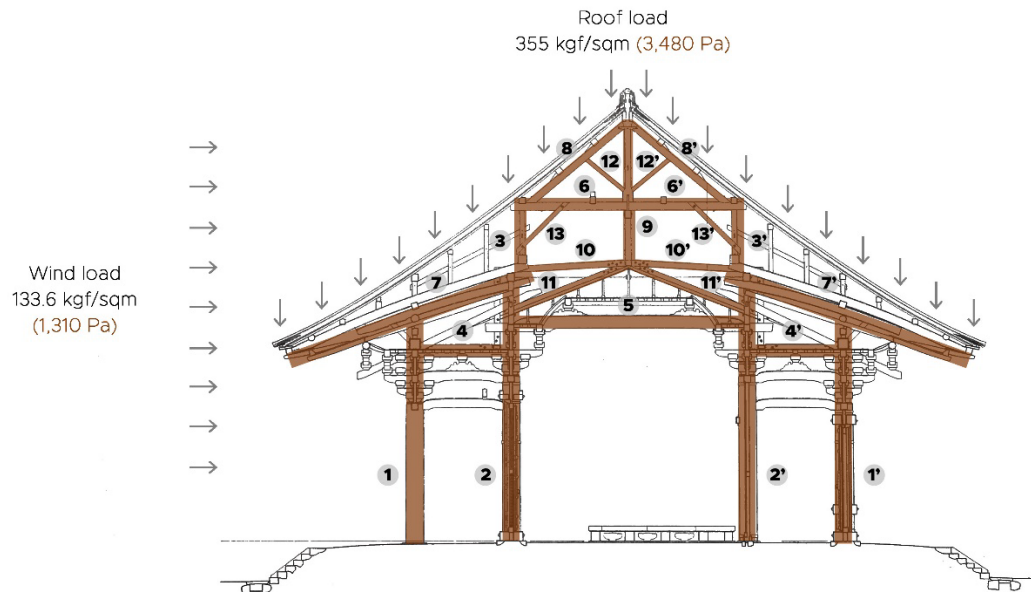 Roof load
355 kgf/sqm (3,480 Pa)
8 12 12' 8'
6 6'
3 13 9 13' 3'
10 10'
7 11 11' 7'
Wind load
133.6 kgf/sqm
(1,310 Pa)
4 5 4'
1 2 2' 1'